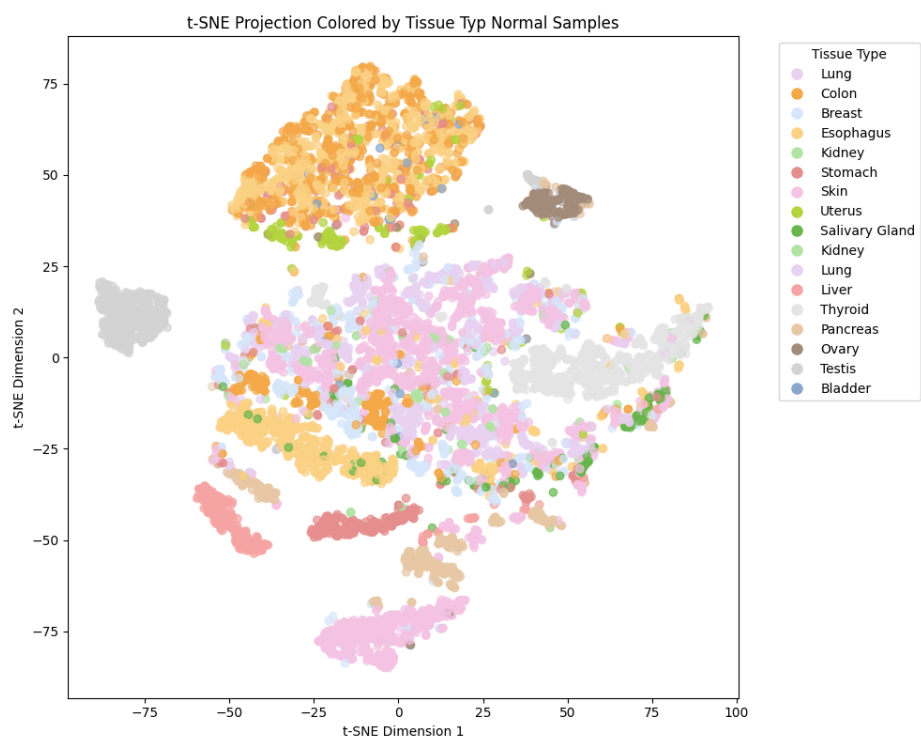 t-SNE Projection Colored by Tissue Typ Normal Samples
75
50
25
0
−25
−50
−75
t-SNE Dimension 2
−75
−50
−25
0
25
50
75
100
t-SNE Dimension 1
Tissue Type
Lung
Colon
Breast
Esophagus
Kidney
Stomach
Skin
Uterus
Salivary Gland
Kidney
Lung
Liver
Thyroid
Pancreas
Ovary
Testis
Bladder